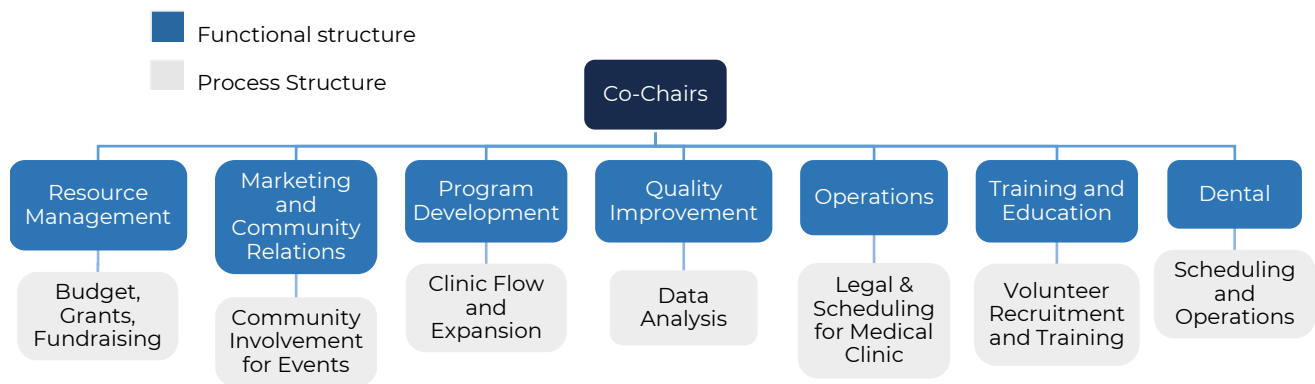 Functional structure
Process Structure
Co-Chairs
Resource
Management
Marketing
and
Community
Relations
Program
Development
Quality
Improvement
Operations
Training and
Education
Dental
Budget,
Grants,
Fundraising
Community
Involvement
for Events
Clinic Flow
and
Expansion
Data
Analysis
Legal &
Scheduling
for Medical
Clinic
Volunteer
Recruitment
and Training
Scheduling
and
Operations